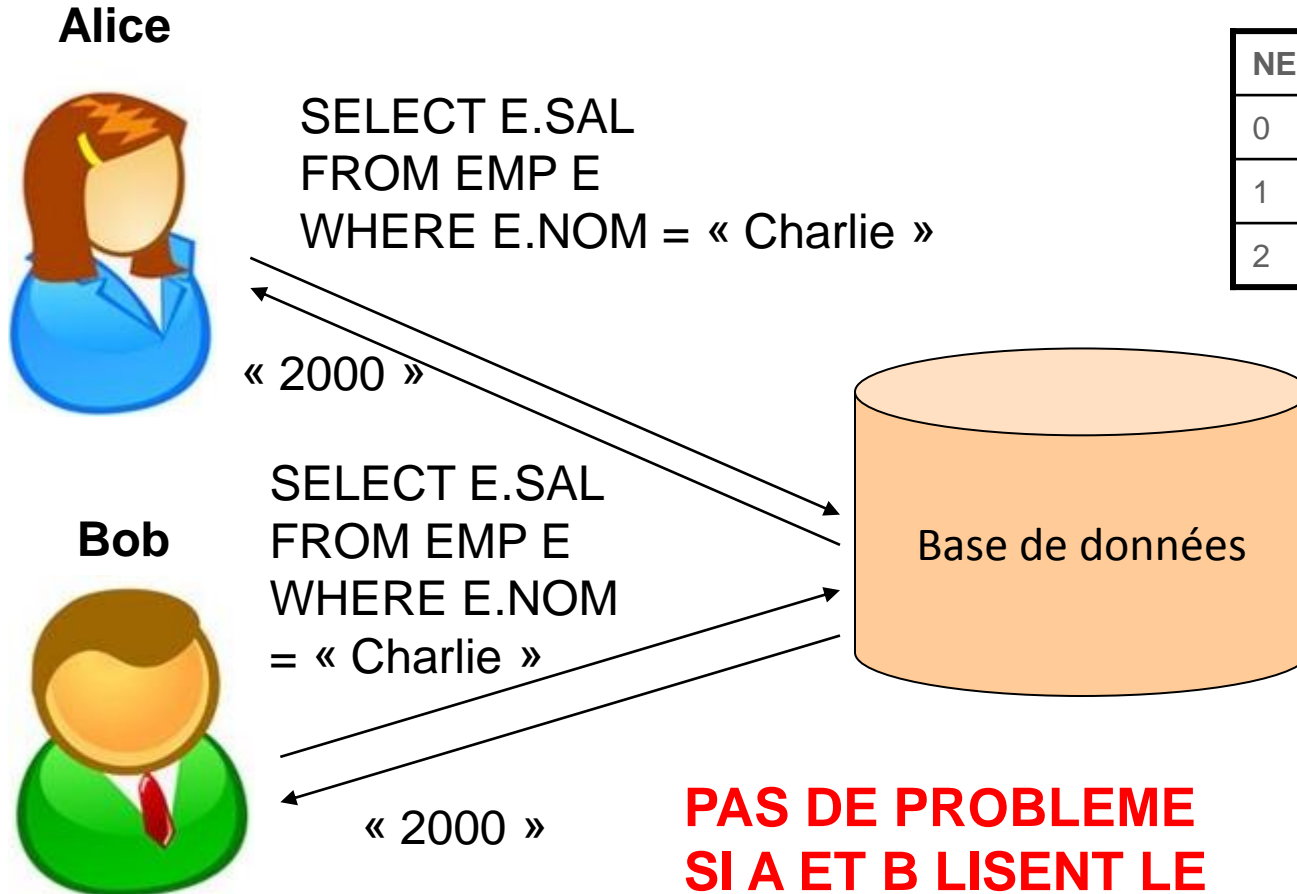 Alice
SELECT E.SAL
FROM EMP E
WHERE E.NOM = « Charlie »
« 2000 »
NE
0
1
2
Bob
SELECT E.SAL
FROM EMP E
WHERE E.NOM
= « Charlie »
« 2000 »
Base de données
PAS DE PROBLEME
SI A ET B LISENT LE